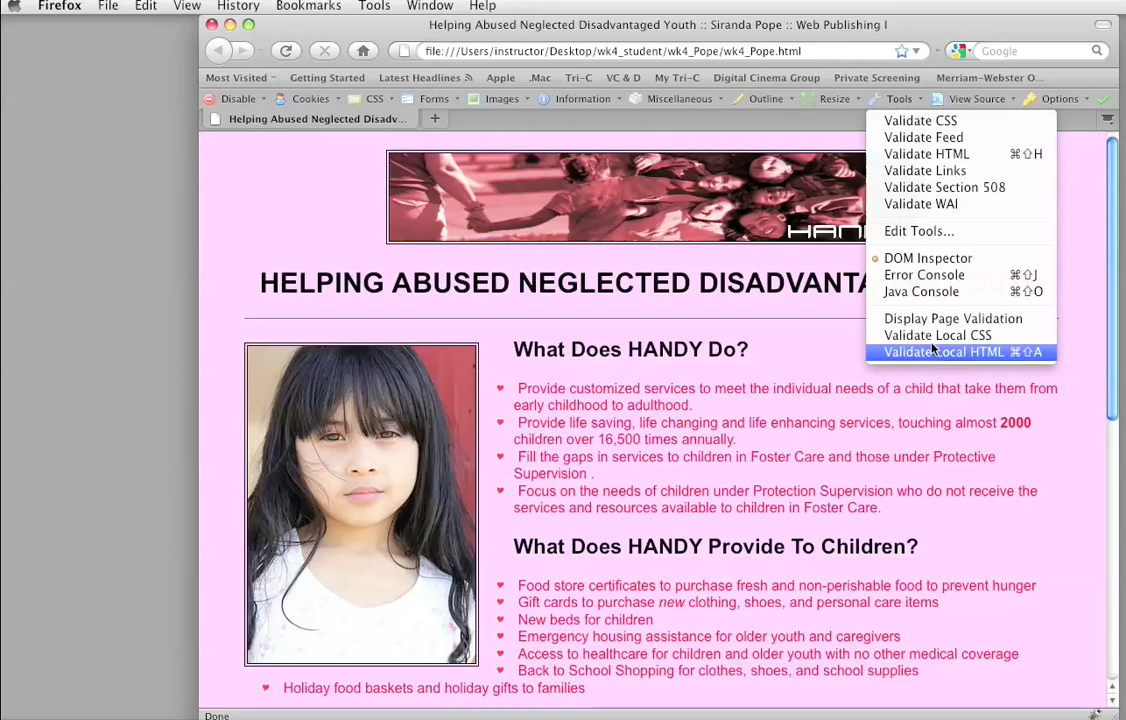 Firefox File Edit View History Bookmarks Tools Window Help
Helping Abused Neglected Disadvantaged Youth :: Siranda Pope :: Web Publishing I
file:///Users/instructor/Desktop/wk4_student/wk4_Pope/wk4_Pope.html
Google
Most Visited Getting Started Latest Headlines Apple .Mac Tri-C VC & D My Tri-C Digital Cinema Group Private Screening Merriam-Webster O...
Disable Cookies CSS Forms Images Information Miscellaneous Outline Resize Tools View Source Options
Helping Abused Neglected Disadv...
Validate CSS
Validate Feed
Validate HTML ⌘⇧H
Validate Links
Validate Section 508
Validate WAI
Edit Tools...
DOM Inspector
Error Console ⌘⇧J
Java Console ⌘⇧O
Display Page Validation
Validate Local CSS
Validate Local HTML ⌘⇧A
HAN
HELPING ABUSED NEGLECTED DISADVANTA
What Does HANDY Do?
♥ Provide customized services to meet the individual needs of a child that take them from
early childhood to adulthood.
♥ Provide life saving, life changing and life enhancing services, touching almost 2000
children over 16,500 times annually.
♥ Fill the gaps in services to children in Foster Care and those under Protective
Supervision .
♥ Focus on the needs of children under Protection Supervision who do not receive the
services and resources available to children in Foster Care.
What Does HANDY Provide To Children?
♥ Food store certificates to purchase fresh and non-perishable food to prevent hunger
♥ Gift cards to purchase new clothing, shoes, and personal care items
♥ New beds for children
♥ Emergency housing assistance for older youth and caregivers
♥ Access to healthcare for children and older youth with no other medical coverage
♥ Back to School Shopping for clothes, shoes, and school supplies
♥ Holiday food baskets and holiday gifts to families
Done